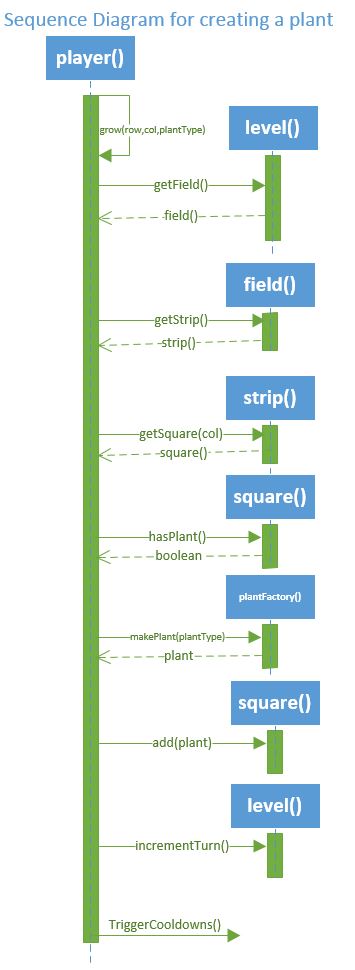 Sequence Diagram for creating a plant
player()
grow(row,col,plantType)
level()
getField()
field()
field()
getStrip()
strip()
strip()
getSquare(col)
square()
square()
hasPlant()
boolean
plantFactory()
makePlant(plantType)
plant
square()
add(plant)
level()
incrementTurn()
TriggerCooldowns()